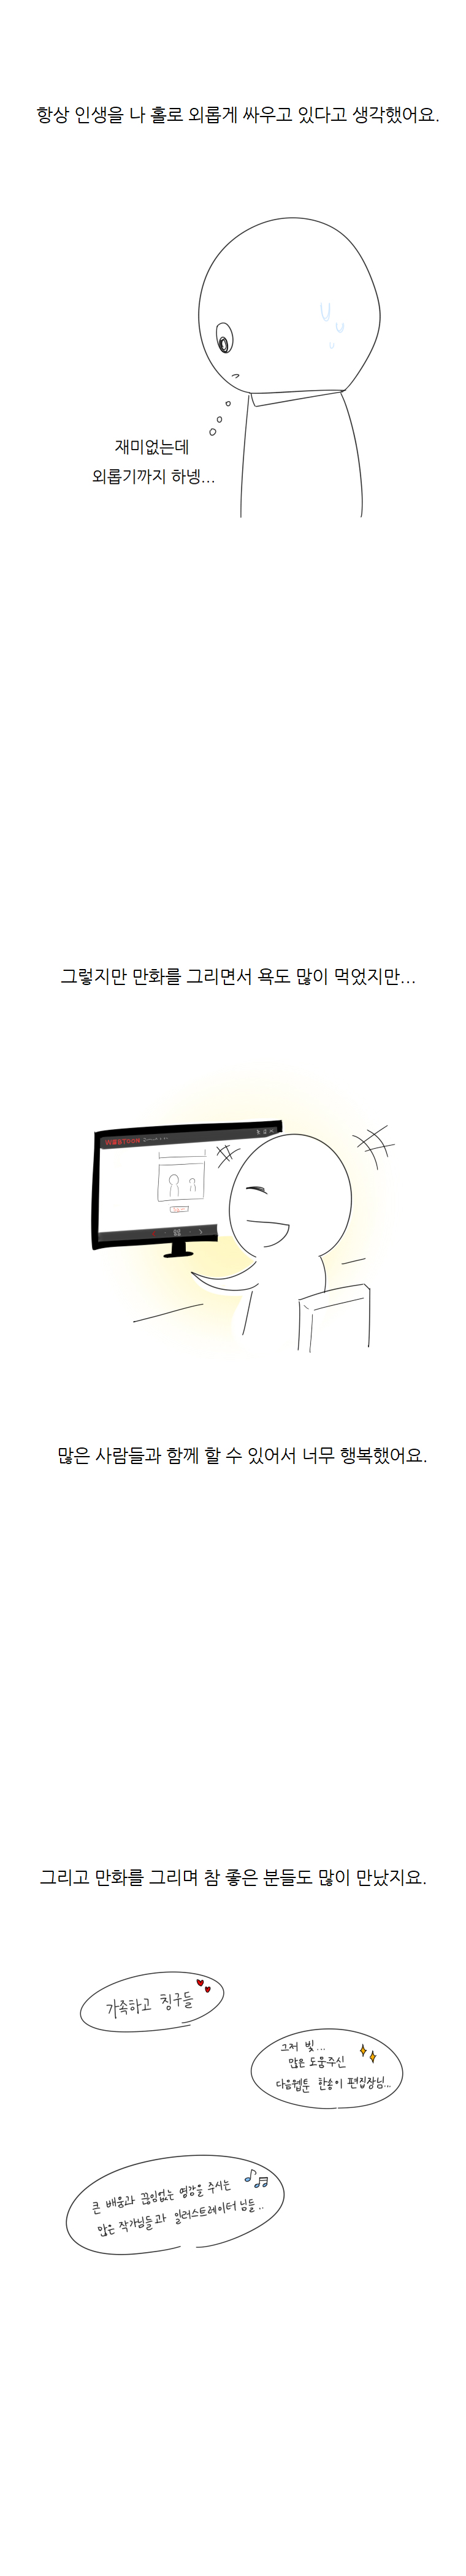 항상 인생을 나 홀로 외롭게 싸우고 있다고 생각했어요.
재미없는데
외롭기까지 하넹...
그렇지만 만화를 그리면서 욕도 많이 먹었지만...
WEBTOON
많은 사람들과 함께 할 수 있어서 너무 행복했어요.
그리고 만화를 그리며 참 좋은 분들도 많이 만났지요.
가족하고 친구들
그저 빛...
많은 도움주신
다음웹툰 한송이 편집장님...
큰 배움과 끊임없는 영감을 주시는
많은 작가님들과 일러스트레이터님들..